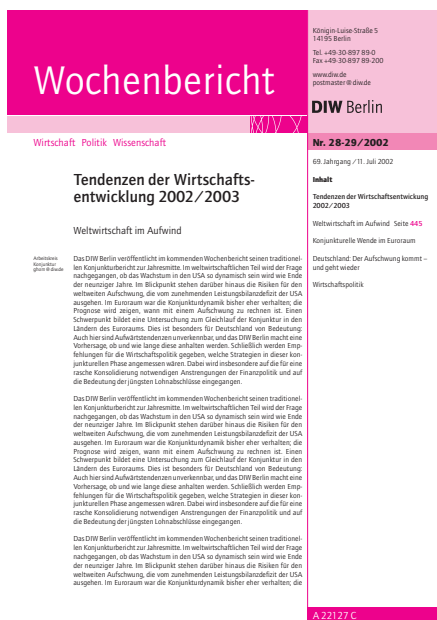 Königin-Luise-Straße 5
14195 Berlin
Tel. +49-30-897 89-0
Fax +49-30-897 89-200
www.diw.de
postmaster@diw.de
Wochenbericht
DIW Berlin
Wirtschaft Politik Wissenschaft
Nr. 28-29/2002
69. Jahrgang/11. Juli 2002
Inhalt
Tendenzen der Wirtschaftsentwickung
2002/2003
Weltwirtschaft im Aufwind Seite 445
Konjunkturelle Wende im Euroraum
Deutschland: Der Aufschwung kommt –
und geht wieder
Wirtschaftspolitik
Tendenzen der Wirtschafts-
entwicklung 2002/2003
Weltwirtschaft im Aufwind
Arbeitskreis
Konjunktur
ghorn@diw.de
Das DIW Berlin veröffentlicht im kommenden Wochenbericht seinen traditionel-
len Konjunkturbericht zur Jahresmitte. Im weltwirtschaftlichen Teil wird der Frage
nachgegangen, ob das Wachstum in den USA so dynamisch sein wird wie Ende
der neunziger Jahre. Im Blickpunkt stehen darüber hinaus die Risiken für den
weltweiten Aufschwung, die vom zunehmenden Leistungsbilanzdefizit der USA
ausgehen. Im Euroraum war die Konjunkturdynamik bisher eher verhalten; die
Prognose wird zeigen, wann mit einem Aufschwung zu rechnen ist. Einen
Schwerpunkt bildet eine Untersuchung zum Gleichlauf der Konjunktur in den
Ländern des Euroraums. Dies ist besonders für Deutschland von Bedeutung:
Auch hier sind Aufwärtstendenzen unverkennbar, und das DIW Berlin macht eine
Vorhersage, ob und wie lange diese anhalten werden. Schließlich werden Emp-
fehlungen für die Wirtschaftspolitik gegeben, welche Strategien in dieser kon-
junkturellen Phase angemessen wären. Dabei wird insbesondere auf die für eine
rasche Konsolidierung notwendigen Anstrengungen der Finanzpolitik und auf
die Bedeutung der jüngsten Lohnabschlüsse eingegangen.
Das DIW Berlin veröffentlicht im kommenden Wochenbericht seinen traditionel-
len Konjunkturbericht zur Jahresmitte. Im weltwirtschaftlichen Teil wird der Frage
nachgegangen, ob das Wachstum in den USA so dynamisch sein wird wie Ende
der neunziger Jahre. Im Blickpunkt stehen darüber hinaus die Risiken für den
weltweiten Aufschwung, die vom zunehmenden Leistungsbilanzdefizit der USA
ausgehen. Im Euroraum war die Konjunkturdynamik bisher eher verhalten; die
Prognose wird zeigen, wann mit einem Aufschwung zu rechnen ist. Einen
Schwerpunkt bildet eine Untersuchung zum Gleichlauf der Konjunktur in den
Ländern des Euroraums. Dies ist besonders für Deutschland von Bedeutung:
Auch hier sind Aufwärtstendenzen unverkennbar, und das DIW Berlin macht eine
Vorhersage, ob und wie lange diese anhalten werden. Schließlich werden Emp-
fehlungen für die Wirtschaftspolitik gegeben, welche Strategien in dieser kon-
junkturellen Phase angemessen wären. Dabei wird insbesondere auf die für eine
rasche Konsolidierung notwendigen Anstrengungen der Finanzpolitik und auf
die Bedeutung der jüngsten Lohnabschlüsse eingegangen.
Das DIW Berlin veröffentlicht im kommenden Wochenbericht seinen traditionel-
len Konjunkturbericht zur Jahresmitte. Im weltwirtschaftlichen Teil wird der Frage
nachgegangen, ob das Wachstum in den USA so dynamisch sein wird wie Ende
der neunziger Jahre. Im Blickpunkt stehen darüber hinaus die Risiken für den
weltweiten Aufschwung, die vom zunehmenden Leistungsbilanzdefizit der USA
ausgehen. Im Euroraum war die Konjunkturdynamik bisher eher verhalten; die
A 22127 C